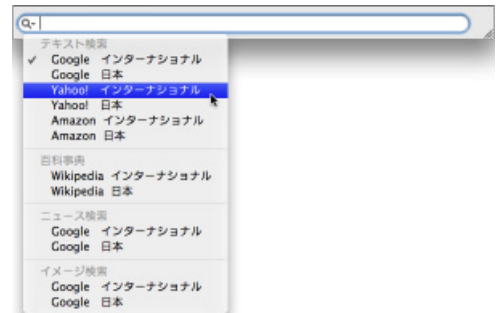 テキスト検索
✓ Google インターナショナル
Google 日本
Yahoo! インターナショナル
Yahoo! 日本
Amazon インターナショナル
Amazon 日本
百科事典
Wikipedia インターナショナル
Wikipedia 日本
ニュース検索
Google インターナショナル
Google 日本
イメージ検索
Google インターナショナル
Google 日本